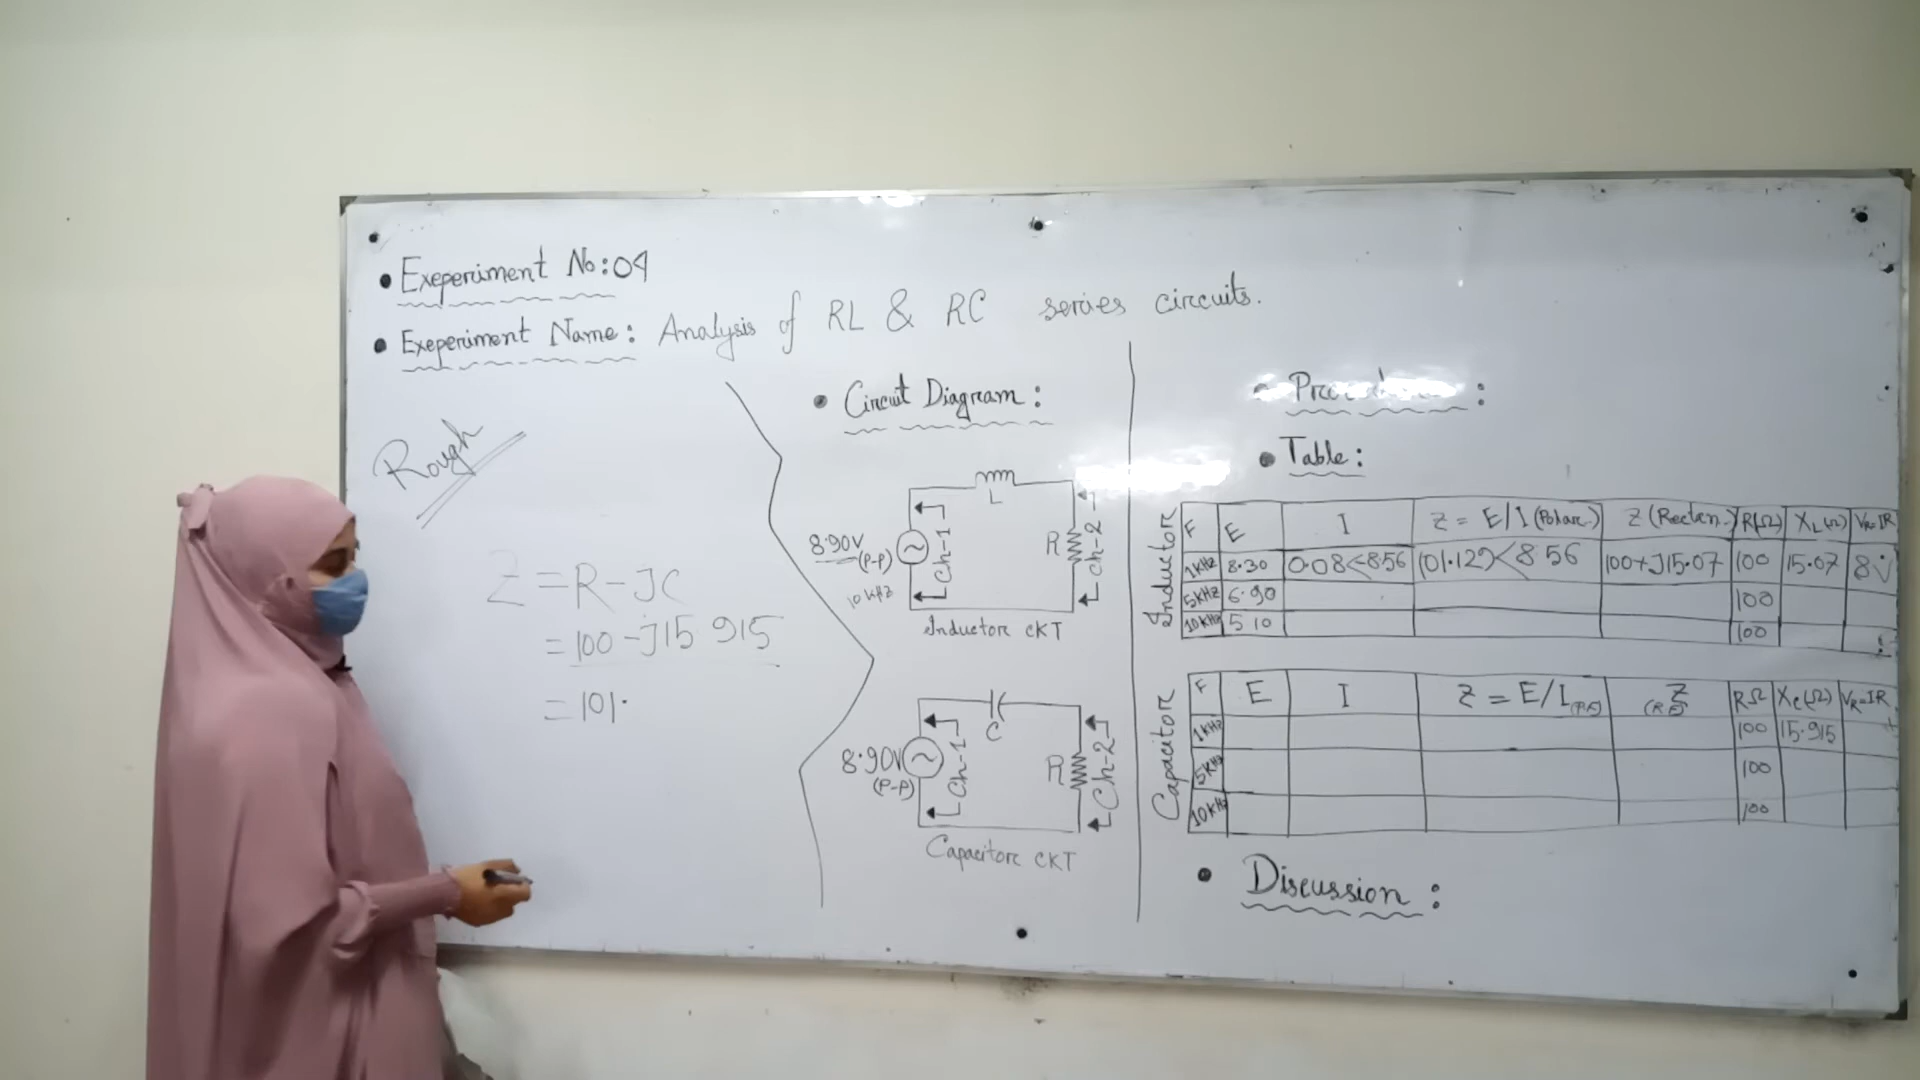 • Exeperiment No:04
• Exeperiment Name: Analysis of RL & RC series circuits.
Rough
Z = R - JC
= 100 - J15 915
= 101.
• Circuit Diagram:
L
8.90V
(P-P)
10 kHz
Ch-1
R
Ch-2
Inductor CKT
C
8.90V
(P-P)
Ch-1
R
Ch-2
Capacitorc CKT
• Table:
Inductor
F E I Z = E/I (Polarc) Z (Rectan.) R(Ω) XL(Ω) VR=IR
1kHz 8.30 0.08<8.56 101.129<8.56 100+J15.07 100 15.07 8
5kHz 6.90 100
10kHz 5 10 100
Capacitor
F E I Z = E/I Z RΩ Xc(Ω) VR=IR
1kHz 100 15.915
5kHz 100
10kHz 100
• Discussion: